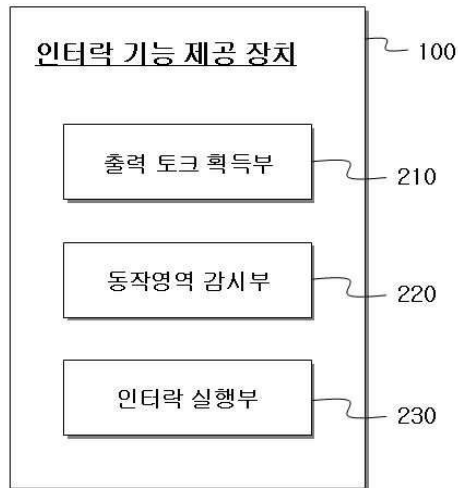 인터락 기능 제공 장치
100
출력 토크 획득부
210
동작영역 감시부
220
인터락 실행부
230